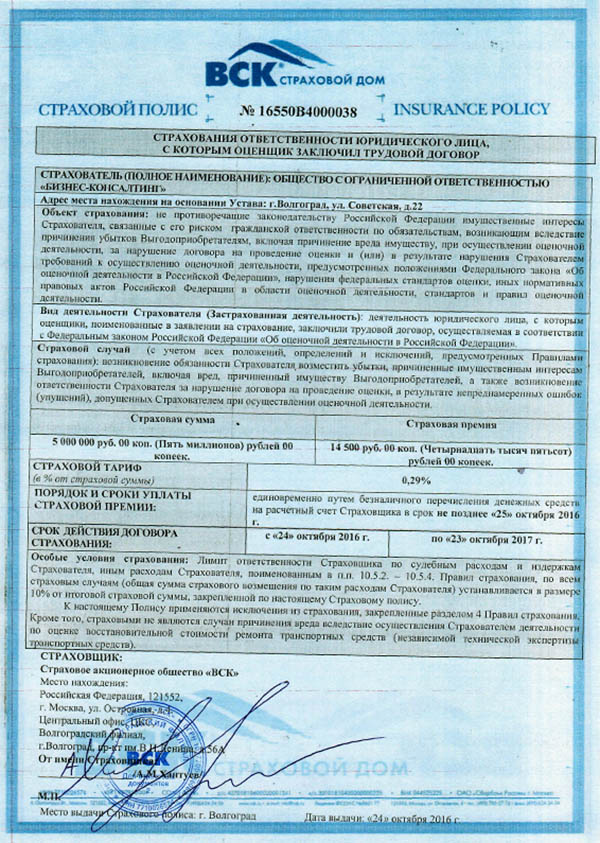 ВСК СТРАХОВОЙ ДОМ
СТРАХОВОЙ ПОЛИС № 16550B4000038 INSURANCE POLICY
СТРАХОВАНИЯ ОТВЕТСТВЕННОСТИ ЮРИДИЧЕСКОГО ЛИЦА,
С КОТОРЫМ ОЦЕНЩИК ЗАКЛЮЧИЛ ТРУДОВОЙ ДОГОВОР
СТРАХОВАТЕЛЬ (ПОЛНОЕ НАИМЕНОВАНИЕ): ОБЩЕСТВО С ОГРАНИЧЕННОЙ ОТВЕТСТВЕННОСТЬЮ
«БИЗНЕС-КОНСАЛТИНГ»
Адрес места нахождения на основании Устава: г.Волгоград, ул. Советская, д.22
Объект страхования: не противоречащие законодательству Российской Федерации имущественные интересы
Страхователя, связанные с его риском гражданской ответственности по обязательствам, возникающим вследствие
причинения убытков Выгодоприобретателям, включая причинение вреда имуществу, при осуществлении оценочной
деятельности, за нарушение договора на проведение оценки и (или) в результате нарушения Страхователем
требований к осуществлению оценочной деятельности, предусмотренных положениями Федерального закона «Об
оценочной деятельности в Российской Федерации», нарушения федеральных стандартов оценки, иных нормативных
правовых актов Российской Федерации в области оценочной деятельности, стандартов и правил оценочной
деятельности.
Вид деятельности Страхователя (Застрахованная деятельность): деятельность юридического лица, с которым
оценщики, поименованные в заявлении на страхование, заключили трудовой договор, осуществляемая в соответствии
с Федеральным законом Российской Федерации «Об оценочной деятельности в Российской Федерации».
Страховой случай (с учетом всех положений, определений и исключений, предусмотренных Правилами
страхования): возникновение обязанности Страхователя возместить убытки, причиненные имущественным интересам
Выгодоприобретателей, включая вред, причиненный имуществу Выгодоприобретателей, а также возникновение
ответственности Страхователя за нарушение договора на проведение оценки, в результате непреднамеренных ошибок
(упущений), допущенных Страхователем при осуществлении оценочной деятельности.
Страховая сумма Страховая премия
5 000 000 руб. 00 коп. (Пять миллионов) рублей 00 14 500 руб. 00 коп. (Четырнадцать тысяч пятьсот)
копеек. рублей 00 копеек.
СТРАХОВОЙ ТАРИФ
(в % от страховой суммы) 0,29%
ПОРЯДОК И СРОКИ УПЛАТЫ единовременно путем безналичного перечисления денежных средств
СТРАХОВОЙ ПРЕМИИ: на расчетный счет Страховщика в срок не позднее «25» октября 2016
г.
СРОК ДЕЙСТВИЯ ДОГОВОРА с «24» октября 2016 г. по «23» октября 2017 г.
СТРАХОВАНИЯ:
Особые условия страхования: Лимит ответственности Страховщика по судебным расходам и издержкам
Страхователя, иным расходам Страхователя, поименованным в п.п. 10.5.2. – 10.5.4. Правил страхования, по всем
страховым случаям (общая сумма страхового возмещения по таким расходам Страхователя) устанавливается в размере
10% от итоговой страховой суммы, закрепленной по настоящему Страховому полису.
К настоящему Полису применяются исключения из страхования, закрепленные разделом 4 Правил страхования.
Кроме того, страховыми не являются случаи причинения вреда вследствие осуществления Страхователем деятельности
по оценке восстановительной стоимости ремонта транспортных средств (независимой технической экспертизы
транспортных средств).
СТРАХОВЩИК:
Страховое акционерное общество «ВСК»
Место нахождения:
Российская Федерация, 121552,
г. Москва, ул. Островная, д.4.
Центральный офис,
Волгоградский филиал,
г.Волгоград, пр-кт им.В.И.Ленина, д.56А
От имени Страховщика:
ВСК
/А.М.Хантуев/
СТРАХОВОЙ ДОМ
М.П.
Место выдачи Страхового полиса: г. Волгоград Дата выдачи: «24» октября 2016 г.